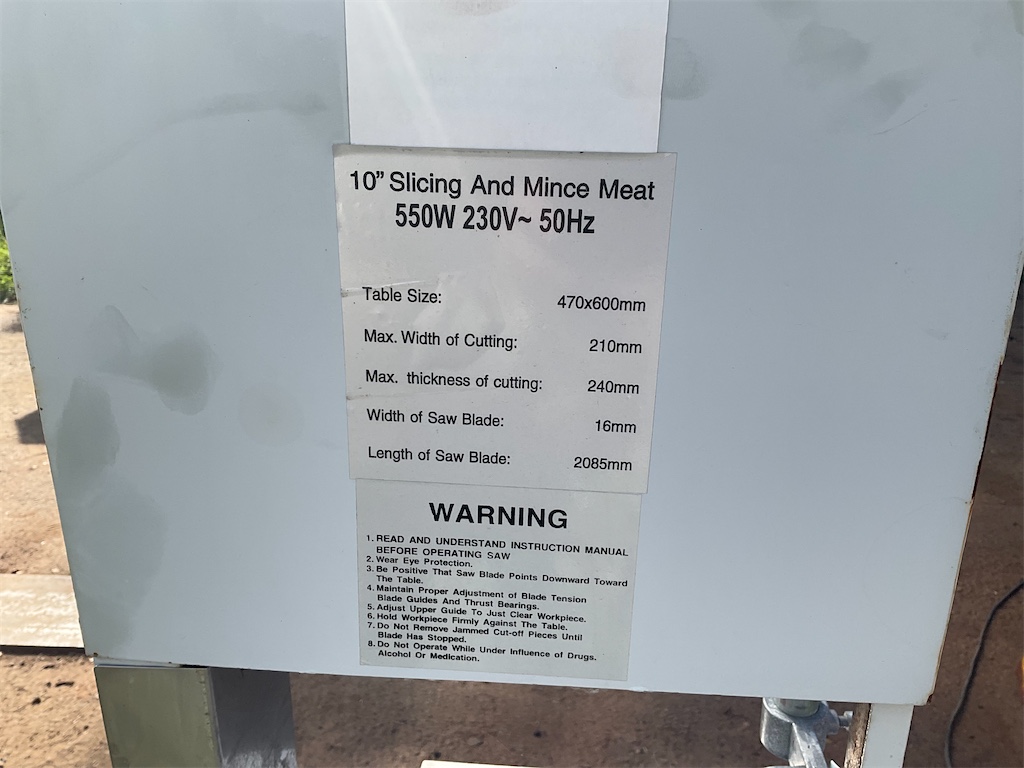 10” Slicing And Mince Meat
550W 230V~ 50Hz
Table Size: 470x600mm
Max. Width of Cutting: 210mm
Max. thickness of cutting: 240mm
Width of Saw Blade: 16mm
Length of Saw Blade: 2085mm
WARNING
1. READ AND UNDERSTAND INSTRUCTION MANUAL
BEFORE OPERATING SAW
2. Wear Eye Protection.
3. Be Positive That Saw Blade Points Downward Toward
The Table.
4. Maintain Proper Adjustment of Blade Tension
Blade Guides And Thrust Bearings.
5. Adjust Upper Guide To Just Clear Workpiece.
6. Hold Workpiece Firmly Against The Table.
7. Do Not Remove Jammed Cut-off Pieces Until
Blade Has Stopped.
8. Do Not Operate While Under Influence of Drugs.
Alcohol Or Medication.